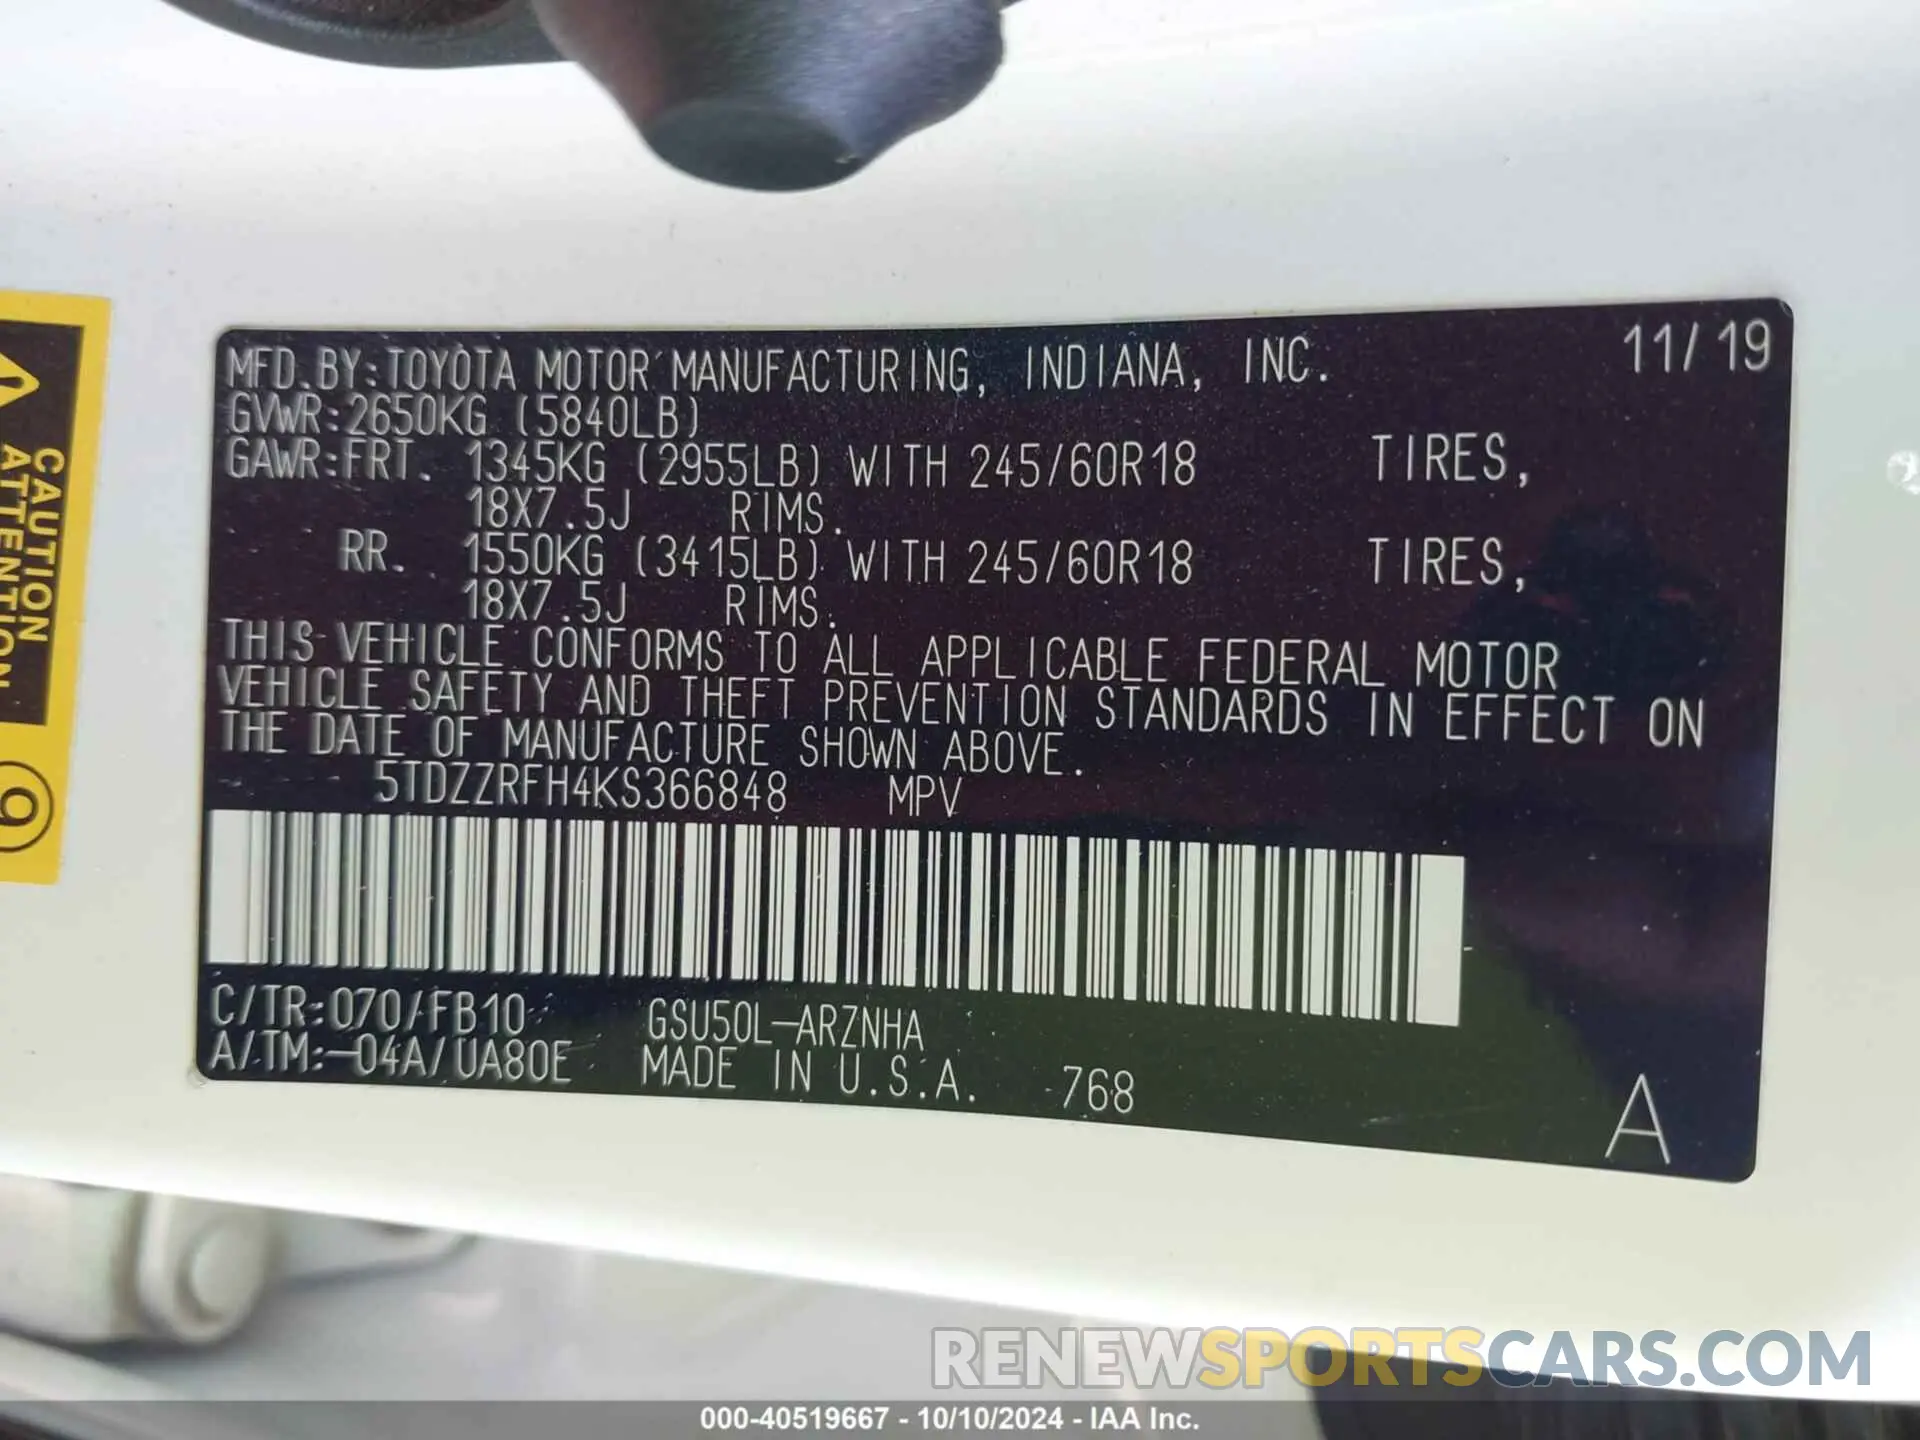 MFD.BY:TOYOTA MOTOR MANUFACTURING, INDIANA, INC. 11/19
GVWR:2650KG (5840LB)
GAWR:FRT. 1345KG (2955LB) WITH 245/60R18 TIRES,
18X7.5J RIMS.
RR. 1550KG (3415LB) WITH 245/60R18 TIRES,
18X7.5J RIMS.
THIS VEHICLE CONFORMS TO ALL APPLICABLE FEDERAL MOTOR
VEHICLE SAFETY AND THEFT PREVENTION STANDARDS IN EFFECT ON
THE DATE OF MANUFACTURE SHOWN ABOVE.
5TDZZRFH4KS366848 MPV
C/TR:070/FB10 GSU50L-ARZNHA
A/TM:-04A/UA80E MADE IN U.S.A. 768
A
CAUTION
ATTENTION
RENEWSPORTSCARS.COM
000-40519667 - 10/10/2024 - IAA Inc.